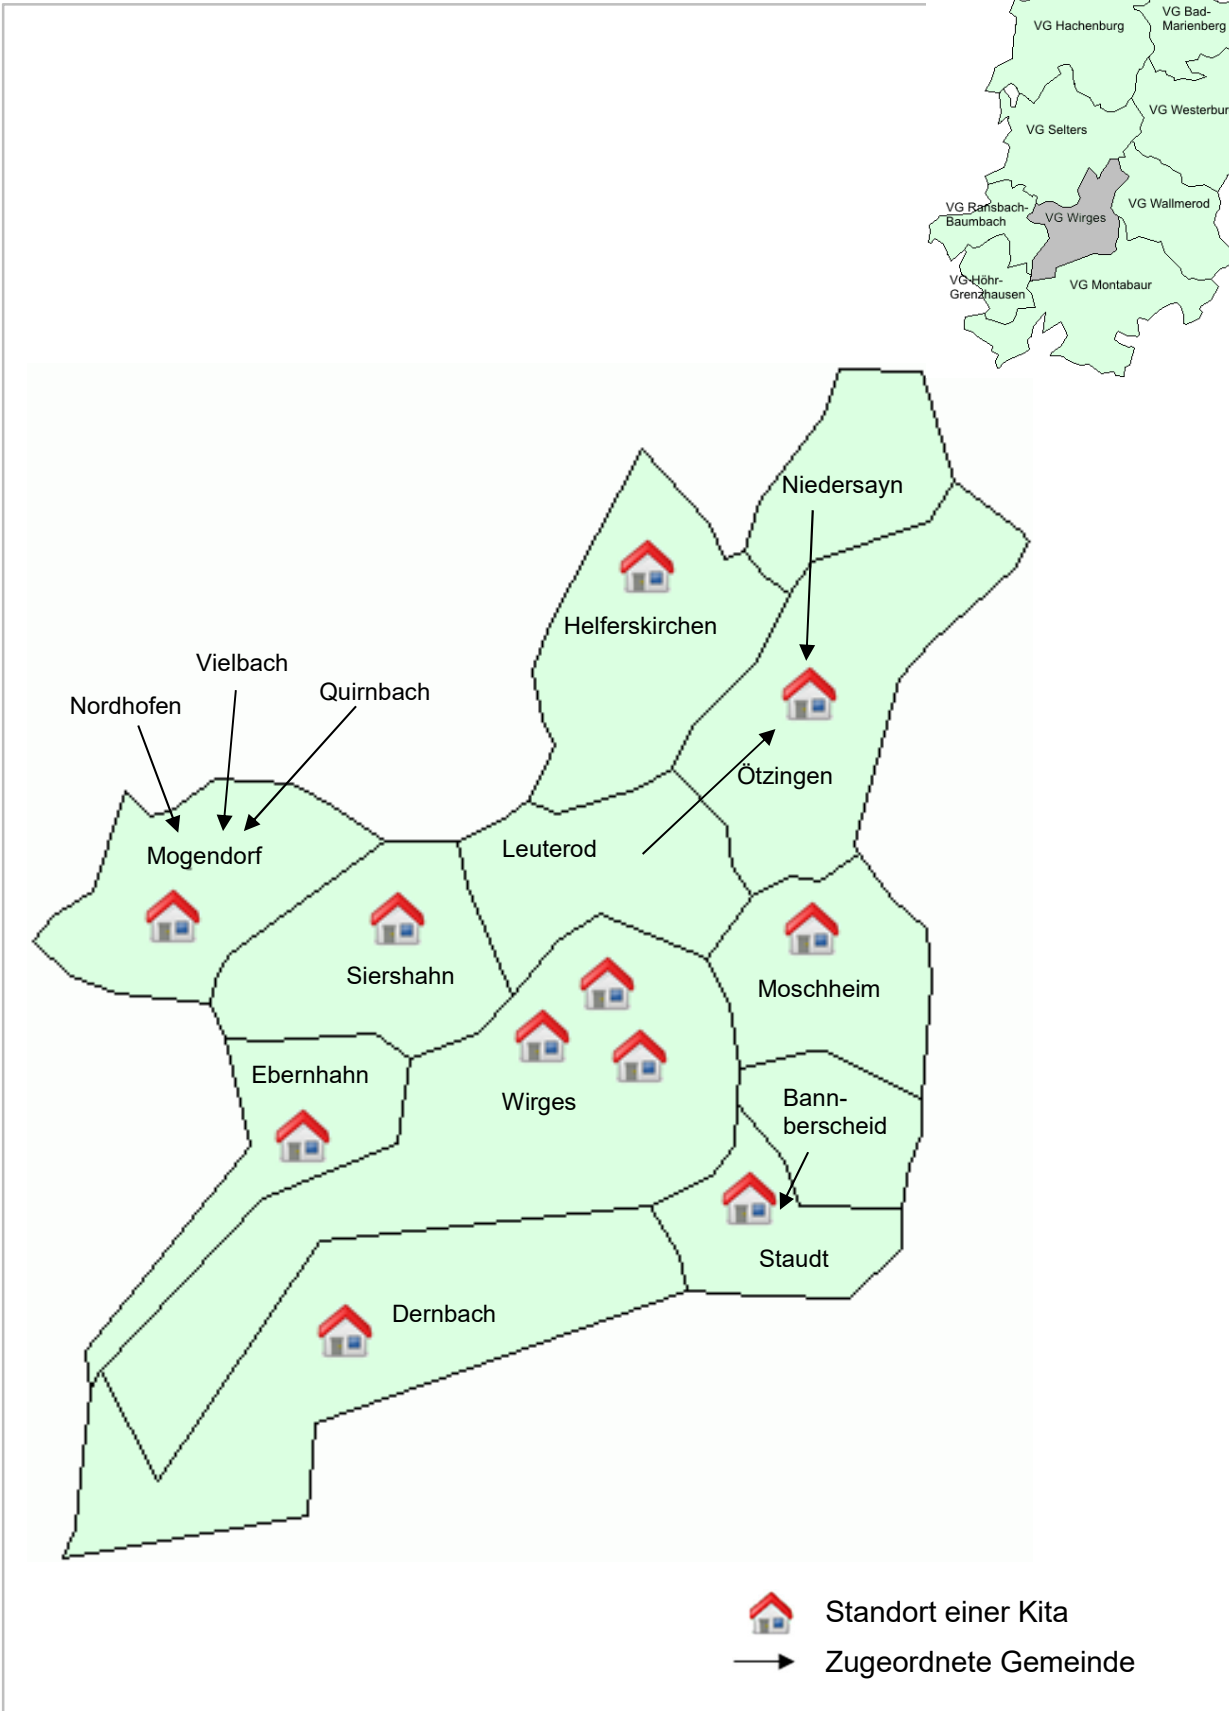 VG Hachenburg
VG Bad-
Marienberg
VG Westerbur
VG Selters
VG Ransbach-
Baumbach
VG Wirges
VG Wallmerod
VG Höhr-
Grenzhausen
VG Montabaur
Niedersayn
Helferskirchen
Vielbach
Nordhofen
Quirnbach
Ötzingen
Mogendorf
Leuterod
Siershahn
Moschheim
Ebernhahn
Wirges
Bann-
berscheid
Staudt
Dernbach
Standort einer Kita
Zugeordnete Gemeinde